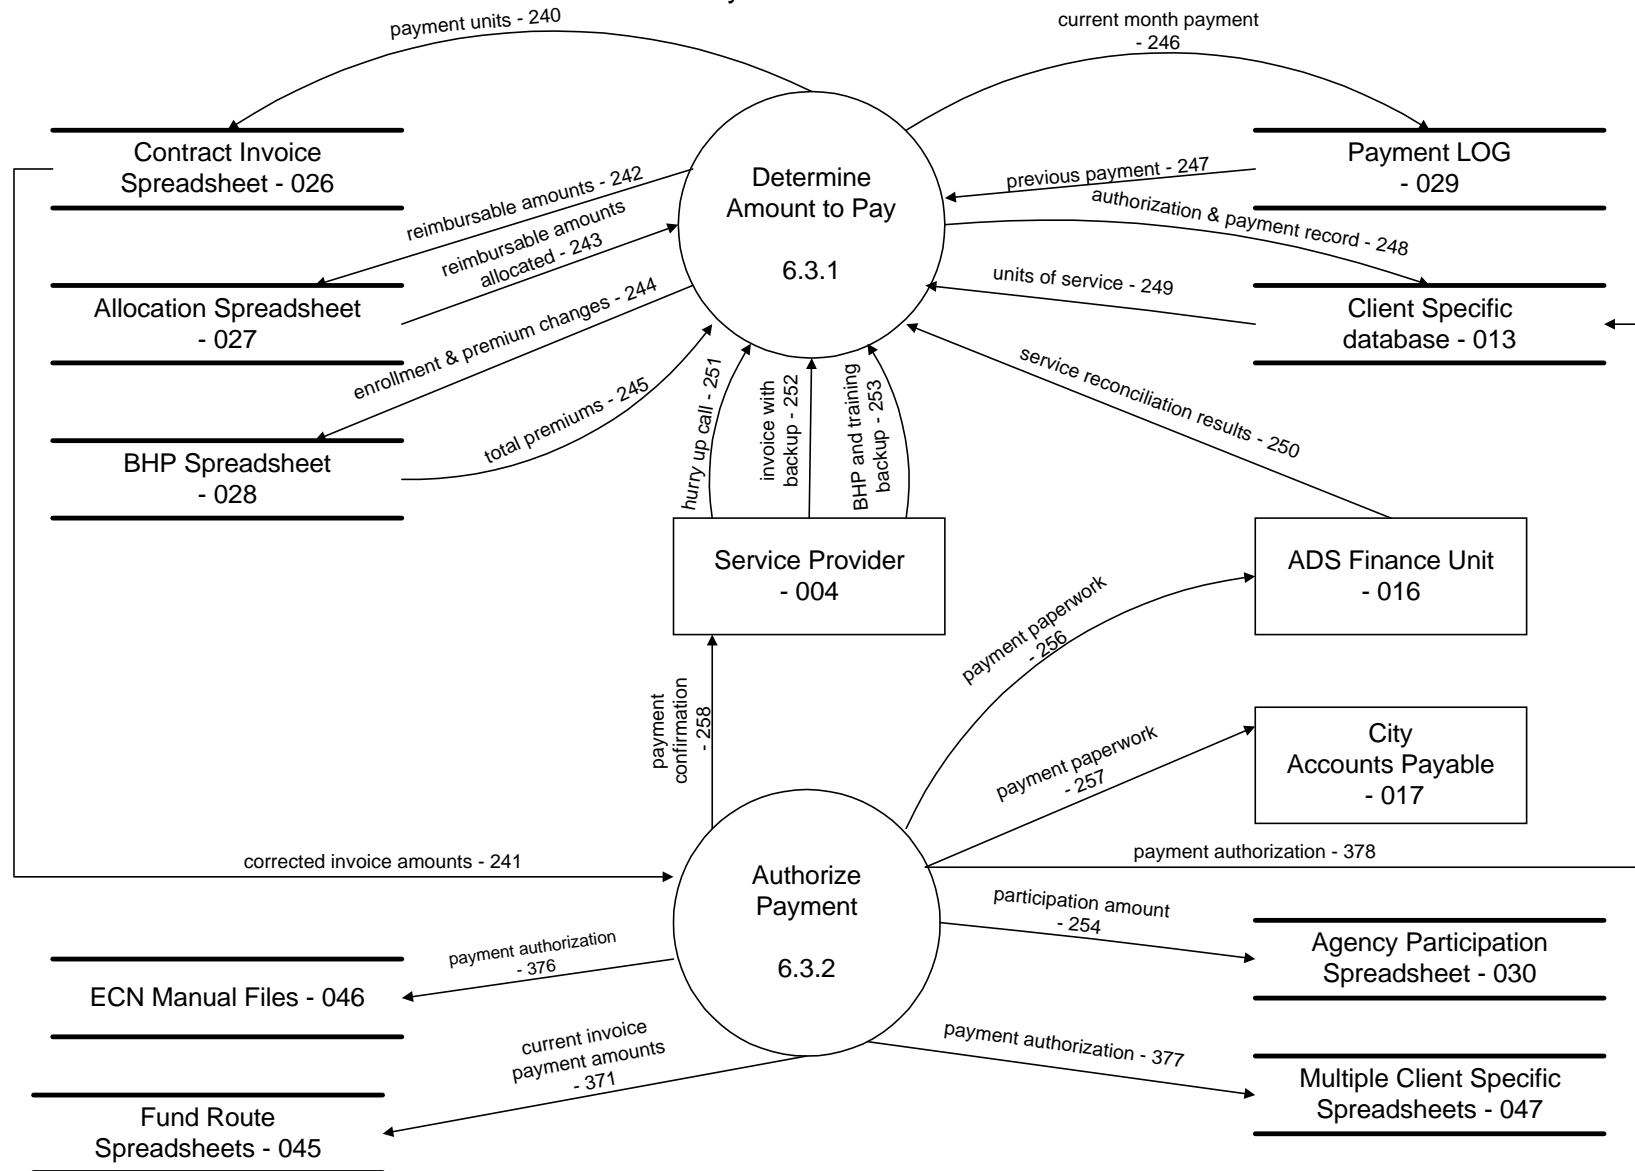 payment units - 240
current month payment
- 246
Contract Invoice
Spreadsheet - 026
Determine
Amount to Pay
6.3.1
Payment LOG
- 029
reimbursable amounts - 242
previous payment - 247
reimbursable amounts
allocated - 243
authorization & payment record - 248
units of service - 249
Allocation Spreadsheet
- 027
Client Specific
database - 013
enrollment & premium changes - 244
service reconciliation results - 250
total premiums - 245
hurry up call - 251
invoice with
backup - 252
BHP and training
backup - 253
BHP Spreadsheet
- 028
Service Provider
- 004
ADS Finance Unit
- 016
payment paperwork
- 256
payment
confirmation
- 258
payment paperwork
- 257
City
Accounts Payable
- 017
corrected invoice amounts - 241
payment authorization - 378
Authorize
Payment
6.3.2
participation amount
- 254
Agency Participation
Spreadsheet - 030
payment authorization
- 376
ECN Manual Files - 046
current invoice
payment amounts
- 371
payment authorization - 377
Multiple Client Specific
Spreadsheets - 047
Fund Route
Spreadsheets - 045